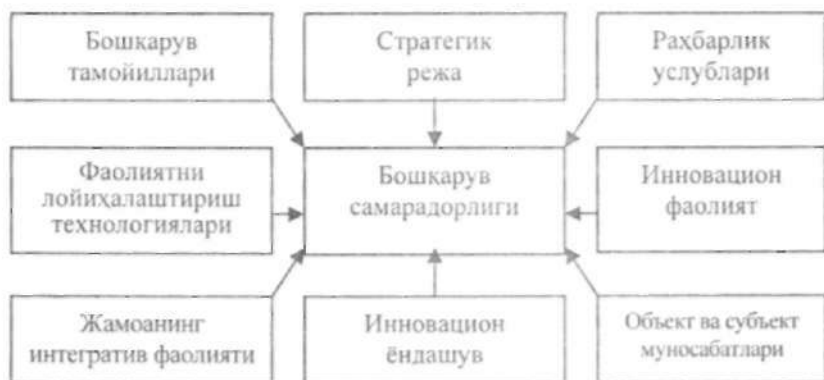 Бошқарув
тамойиллари
Стратегик
режа
Раҳбарлик
услублари
Фаолиятни
лойиҳалаштириш
технологиялари
Бошқарув
самарадорлиги
Инновацион
фаолият
Жамоанинг
интегратив фаолияти
Инновацион
ёндашув
Объект ва субъект
муносабатлари